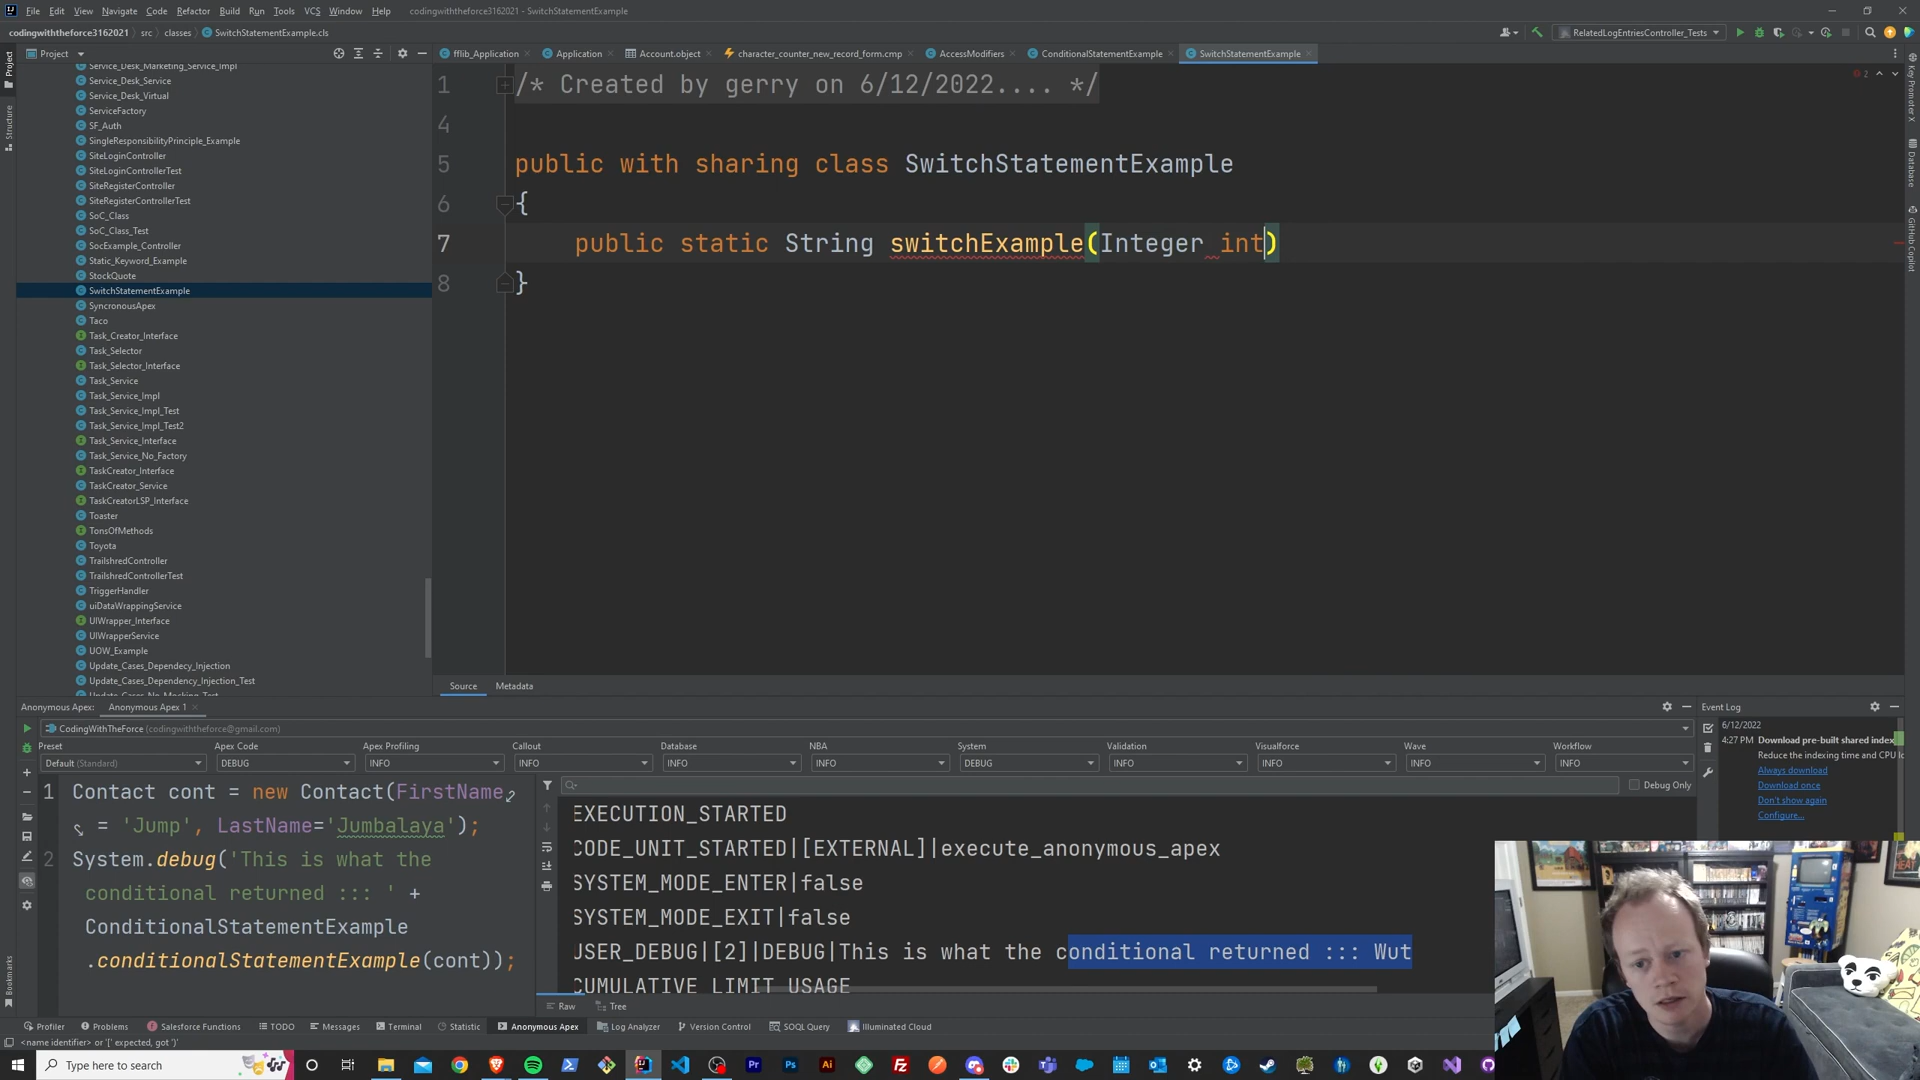 File Edit View Navigate Code Refactor Build Run Tools VCS Window Help codingwiththeforce3162021 - SwitchStatementExample
codingwiththeforce3162021 src classes SwitchStatementExample.cls
RelatedLogEntriesController_Tests
Project
fflib_Application Application Account.object character_counter_new_record_form.cmp AccessModifiers ConditionalStatementExample SwitchStatementExample
Service_Desk_Marketing_Service_Impl
Service_Desk_Service
Service_Desk_Virtual
ServiceFactory
SF_Auth
SingleResponsibilityPrinciple_Example
SiteLoginController
SiteLoginControllerTest
SiteRegisterController
SiteRegisterControllerTest
SoC_Class
SoC_Class_Test
SocExample_Controller
Static_Keyword_Example
StockQuote
SwitchStatementExample
SyncronousApex
Taco
Task_Creator_Interface
Task_Selector
Task_Selector_Interface
Task_Service
Task_Service_Impl
Task_Service_Impl_Test
Task_Service_Impl_Test2
Task_Service_Interface
Task_Service_No_Factory
TaskCreator_Interface
TaskCreator_Service
TaskCreatorLSP_Interface
Toaster
TonsOfMethods
Toyota
TrailshredController
TrailshredControllerTest
TriggerHandler
uiDataWrappingService
UIWrapper_Interface
UIWrapperService
UOW_Example
Update_Cases_Dependecy_Injection
Update_Cases_Dependency_Injection_Test
Update_Cases_No_Mocking_Test
Project
Structure
Bookmarks
1 /* Created by gerry on 6/12/2022.... */
4
5 public with sharing class SwitchStatementExample
6 {
7 public static String switchExample(Integer int)
8 }
2
Key Promoter X
Database
GitHub Copilot
Source Metadata
Anonymous Apex: Anonymous Apex 1
CodingWithTheForce (codingwiththeforce@gmail.com)
Preset Apex Code Apex Profiling Callout Database NBA System Validation Visualforce Wave Workflow
Default (Standard) DEBUG INFO INFO INFO INFO DEBUG INFO INFO INFO INFO
1 Contact cont = new Contact(FirstName
= 'Jump', LastName='Jumbalaya');
2 System.debug('This is what the
conditional returned ::: ' +
ConditionalStatementExample
.conditionalStatementExample(cont));
Debug Only
EXECUTION_STARTED
CODE_UNIT_STARTED|[EXTERNAL]|execute_anonymous_apex
SYSTEM_MODE_ENTER|false
SYSTEM_MODE_EXIT|false
USER_DEBUG|[2]|DEBUG|This is what the conditional returned ::: Wut
CUMULATIVE_LIMIT_USAGE
Raw Tree
Event Log
6/12/2022
4:27 PM Download pre-built shared index
Reduce the indexing time and CPU lo
Always download
Download once
Don't show again
Configure...
Profiler Problems Salesforce Functions TODO Messages Terminal Statistic Anonymous Apex Log Analyzer Version Control SOQL Query Illuminated Cloud
<name identifier> or '[' expected, got ')'
Type here to search